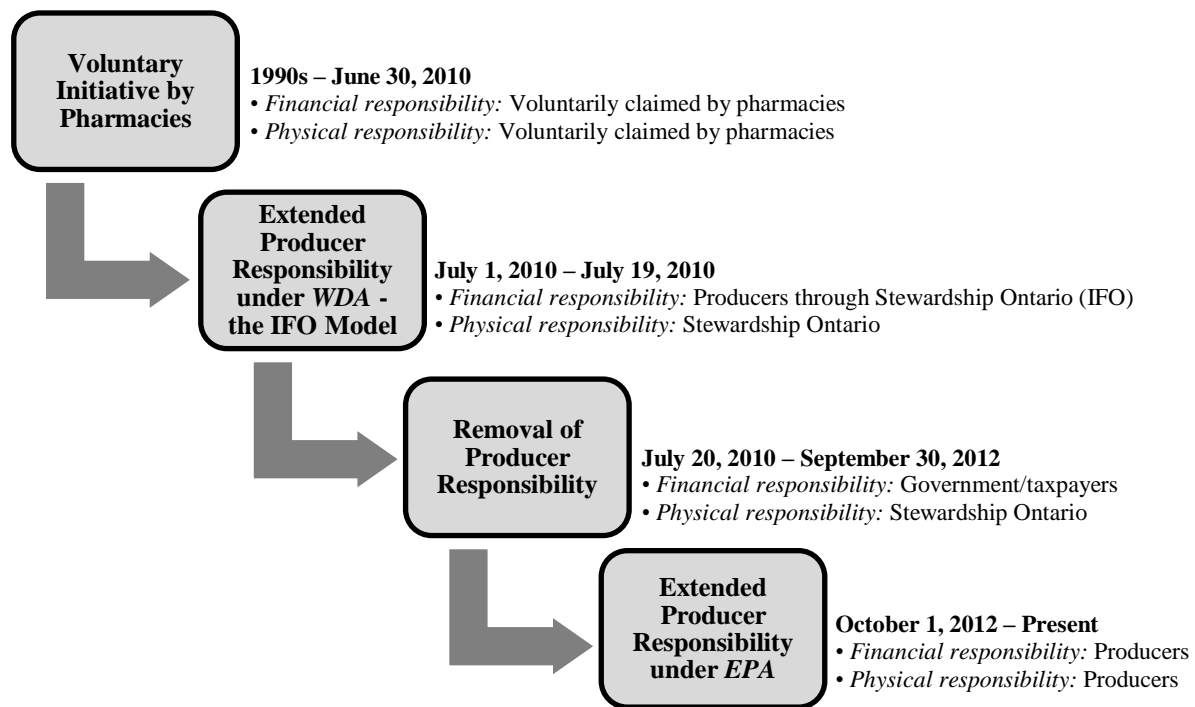 Voluntary
Initiative by
Pharmacies
1990s – June 30, 2010
• Financial responsibility: Voluntarily claimed by pharmacies
• Physical responsibility: Voluntarily claimed by pharmacies
Extended
Producer
Responsibility
under WDA -
the IFO Model
July 1, 2010 – July 19, 2010
• Financial responsibility: Producers through Stewardship Ontario (IFO)
• Physical responsibility: Stewardship Ontario
Removal of
Producer
Responsibility
July 20, 2010 – September 30, 2012
• Financial responsibility: Government/taxpayers
• Physical responsibility: Stewardship Ontario
Extended
Producer
Responsibility
under EPA
October 1, 2012 – Present
• Financial responsibility: Producers
• Physical responsibility: Producers